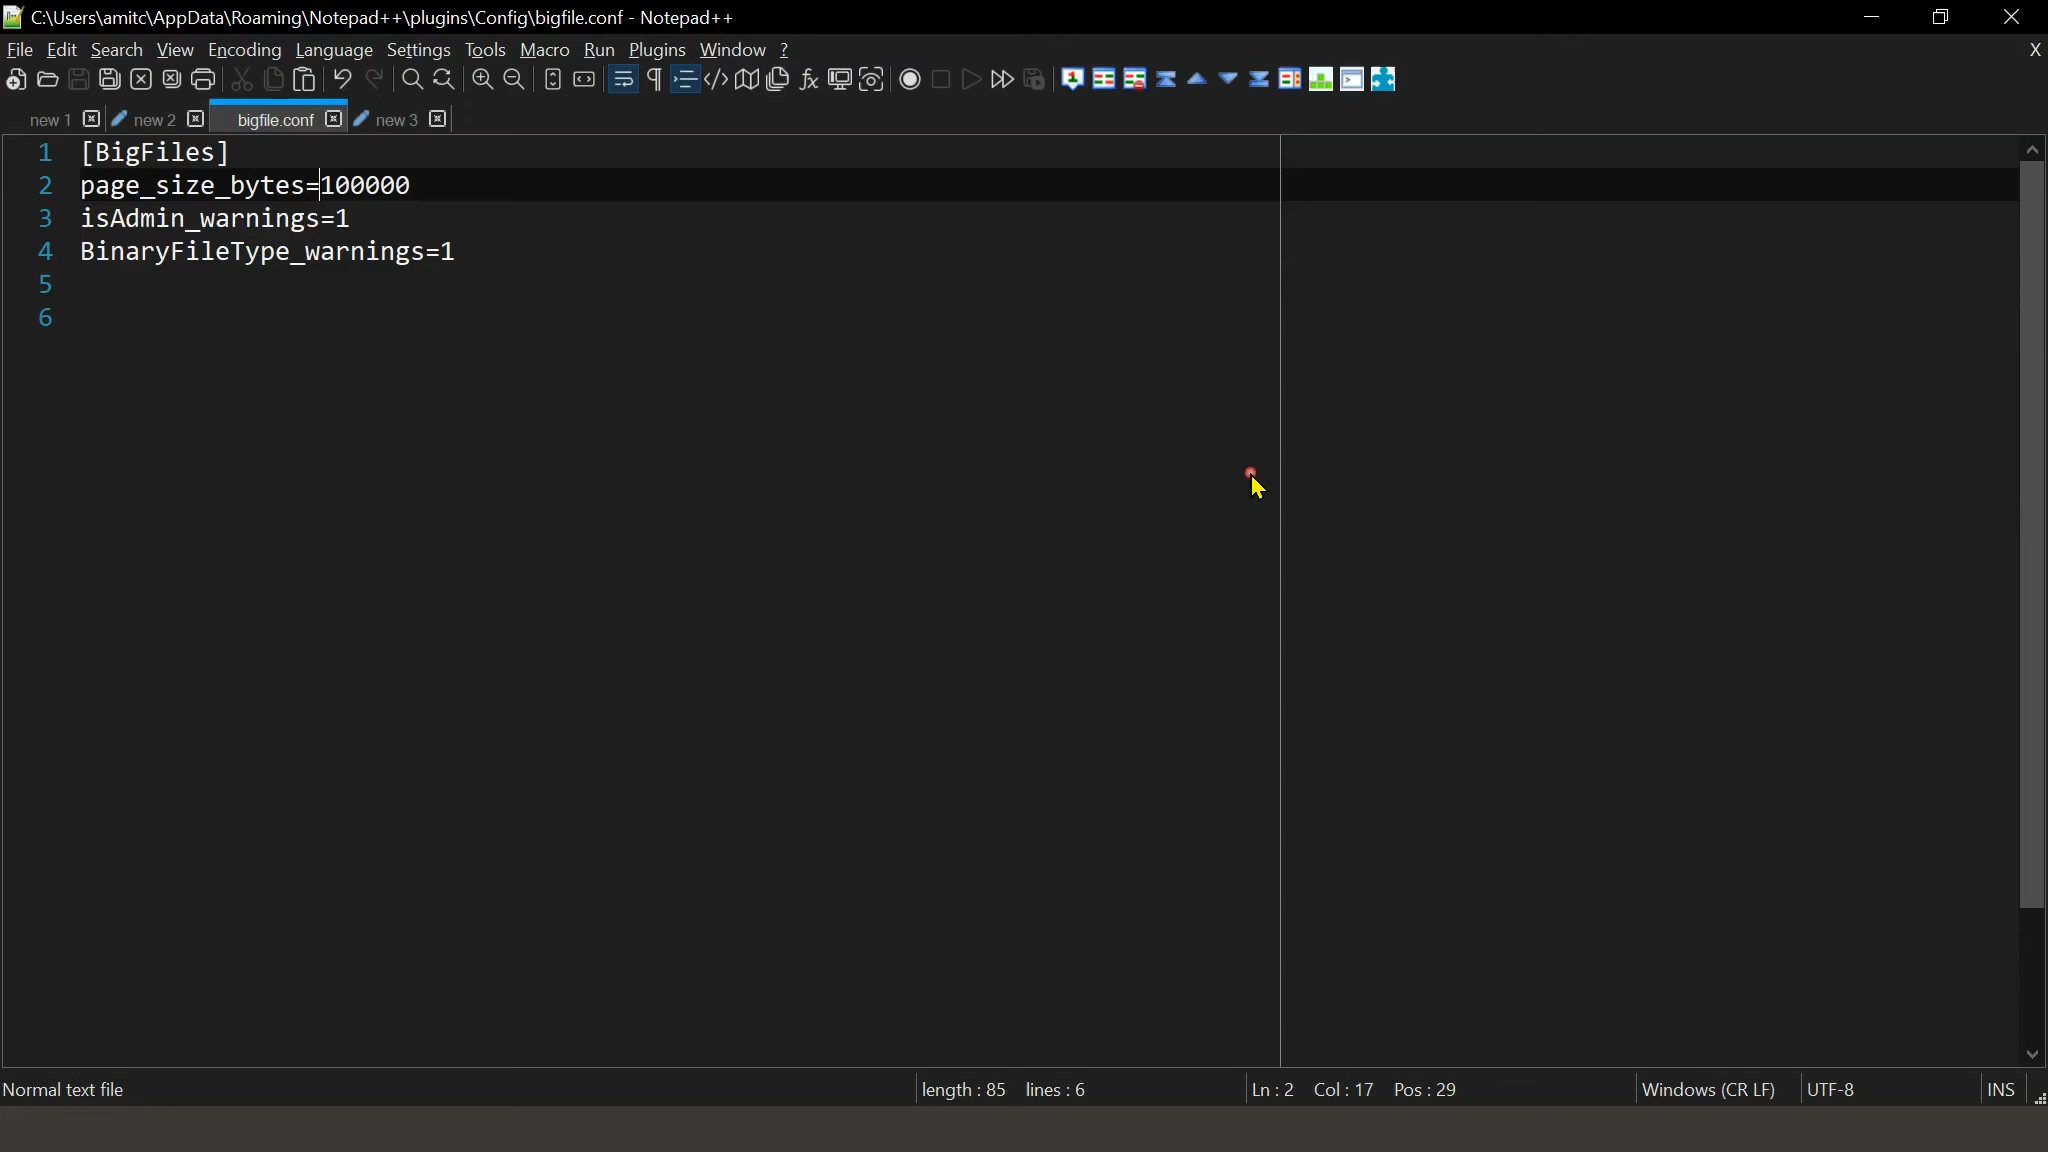 C:\Users\amitc\AppData\Roaming\Notepad++\plugins\Config\bigfile.conf - Notepad++
File Edit Search View Encoding Language Settings Tools Macro Run Plugins Window ? X
new 1 new 2 bigfile.conf new 3
1 [BigFiles]
2 page_size_bytes=100000
3 isAdmin_warnings=1
4 BinaryFileType_warnings=1
5
6
Normal text file length : 85 lines : 6 Ln : 2 Col : 17 Pos : 29 Windows (CR LF) UTF-8 INS